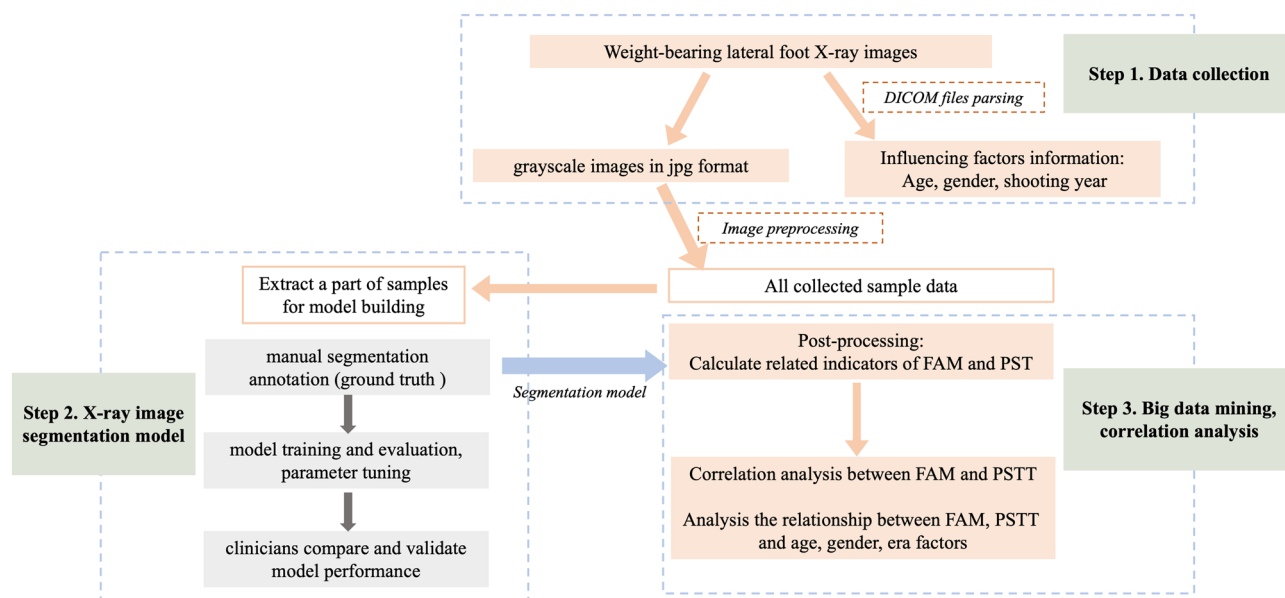 Weight-bearing lateral foot X-ray images
Step 1. Data collection
DICOM files parsing
grayscale images in jpg format
Influencing factors information:
Age, gender, shooting year
Image preprocessing
Extract a part of samples
for model building
All collected sample data
manual segmentation
annotation (ground truth )
Segmentation model
Post-processing:
Calculate related indicators of FAM and PST
Step 2. X-ray image
segmentation model
model training and evaluation,
parameter tuning
clinicians compare and validate
model performance
Step 3. Big data mining,
correlation analysis
Correlation analysis between FAM and PSTT
Analysis the relationship between FAM, PSTT
and age, gender, era factors